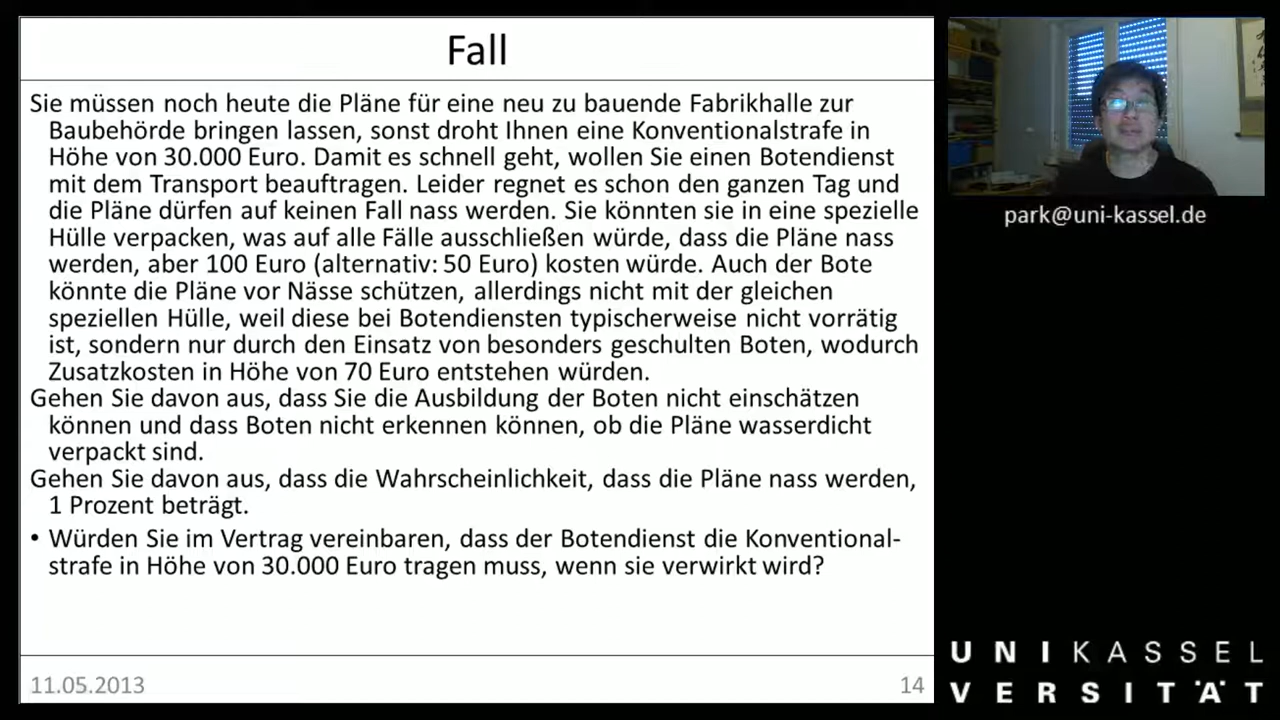 Fall
Sie müssen noch heute die Pläne für eine neu zu bauende Fabrikhalle zur
Baubehörde bringen lassen, sonst droht Ihnen eine Konventionalstrafe in
Höhe von 30.000 Euro. Damit es schnell geht, wollen Sie einen Botendienst
mit dem Transport beauftragen. Leider regnet es schon den ganzen Tag und
die Pläne dürfen auf keinen Fall nass werden. Sie könnten sie in eine spezielle
Hülle verpacken, was auf alle Fälle ausschließen würde, dass die Pläne nass
werden, aber 100 Euro (alternativ: 50 Euro) kosten würde. Auch der Bote
könnte die Pläne vor Nässe schützen, allerdings nicht mit der gleichen
speziellen Hülle, weil diese bei Botendiensten typischerweise nicht vorrätig
ist, sondern nur durch den Einsatz von besonders geschulten Boten, wodurch
Zusatzkosten in Höhe von 70 Euro entstehen würden.
Gehen Sie davon aus, dass Sie die Ausbildung der Boten nicht einschätzen
können und dass Boten nicht erkennen können, ob die Pläne wasserdicht
verpackt sind.
Gehen Sie davon aus, dass die Wahrscheinlichkeit, dass die Pläne nass werden,
1 Prozent beträgt.
• Würden Sie im Vertrag vereinbaren, dass der Botendienst die Konventional-
strafe in Höhe von 30.000 Euro tragen muss, wenn sie verwirkt wird?
11.05.2013
14
park@uni-kassel.de
UNIKASSEL
VERSITÄT